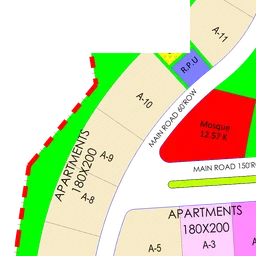 A-11
R.P.U
A-10
MAIN ROAD 60'ROW
Mosque
12.57 K
A-9
MAIN ROAD 150'RO
APARTMENTS
180X200
A-8
APARTMENTS
180X200
A-5
A-3